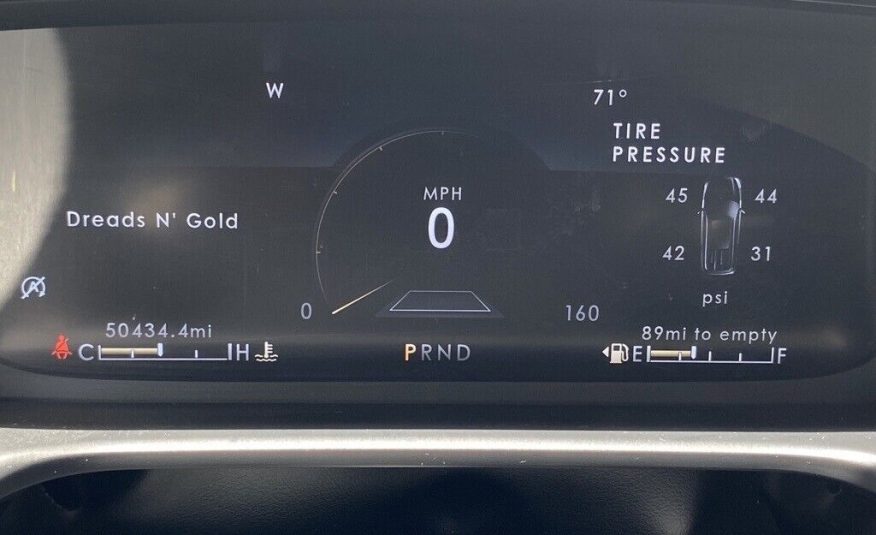 W
71°
TIRE
PRESSURE
45 44
MPH
0
Dreads N' Gold
42 31
psi
0
160
50434.4mi
89mi to empty
C H
PRND
E F